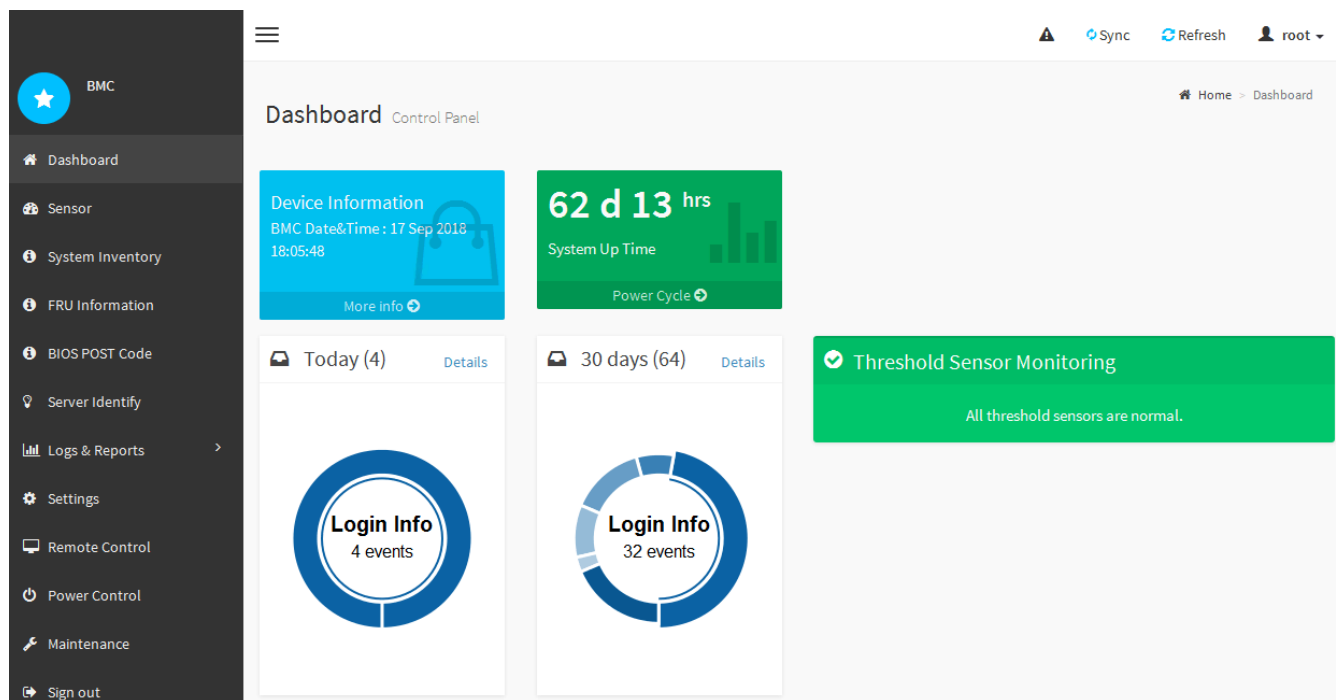 Sync Refresh root
BMC
Dashboard Control Panel
Home > Dashboard
Dashboard
Sensor
System Inventory
FRU Information
BIOS POST Code
Server Identify
Logs & Reports
Settings
Remote Control
Power Control
Maintenance
Sign out
Device Information
BMC Date&Time : 17 Sep 2018
18:05:48
More info
62 d 13 hrs
System Up Time
Power Cycle
Today (4) Details
Login Info
4 events
30 days (64) Details
Login Info
32 events
Threshold Sensor Monitoring
All threshold sensors are normal.